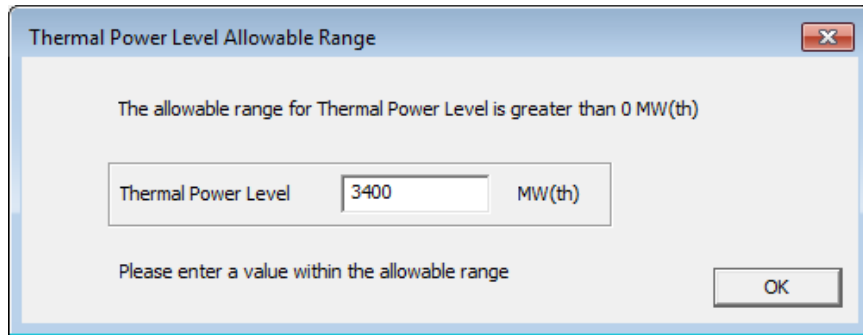 Thermal Power Level Allowable Range
The allowable range for Thermal Power Level is greater than 0 MW(th)
Thermal Power Level 3400 MW(th)
Please enter a value within the allowable range
OK